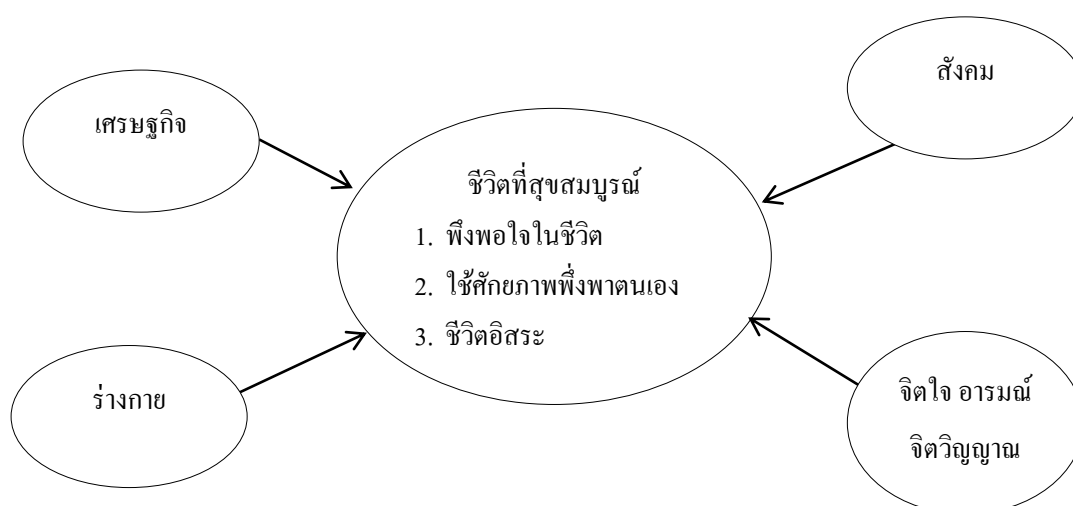 สังคม
เศรษฐกิจ
ชีวิตที่สุขสมบูรณ์
1. พึงพอใจในชีวิต
2. ใช้ศักยภาพพึ่งพาตนเอง
3. ชีวิตอิสระ
ร่างกาย
จิตใจ อารมณ์
จิตวิญญาณ